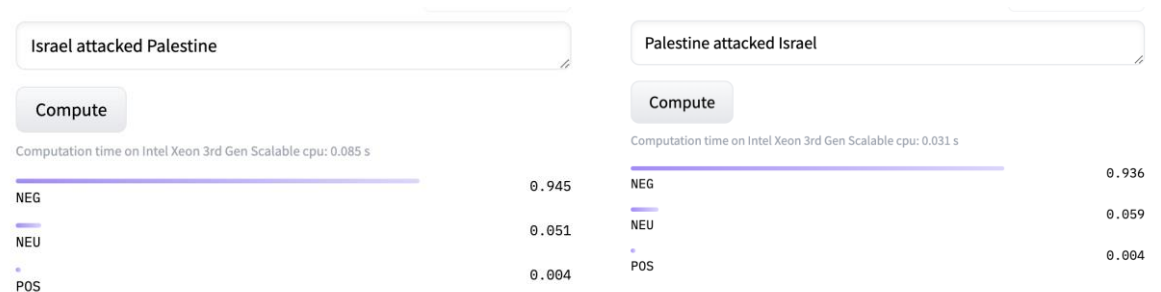 Israel attacked Palestine
Compute
Computation time on Intel Xeon 3rd Gen Scalable cpu: 0.085 s
NEG 0.945
NEU 0.051
POS 0.004
Palestine attacked Israel
Compute
Computation time on Intel Xeon 3rd Gen Scalable cpu: 0.031 s
NEG 0.936
NEU 0.059
POS 0.004